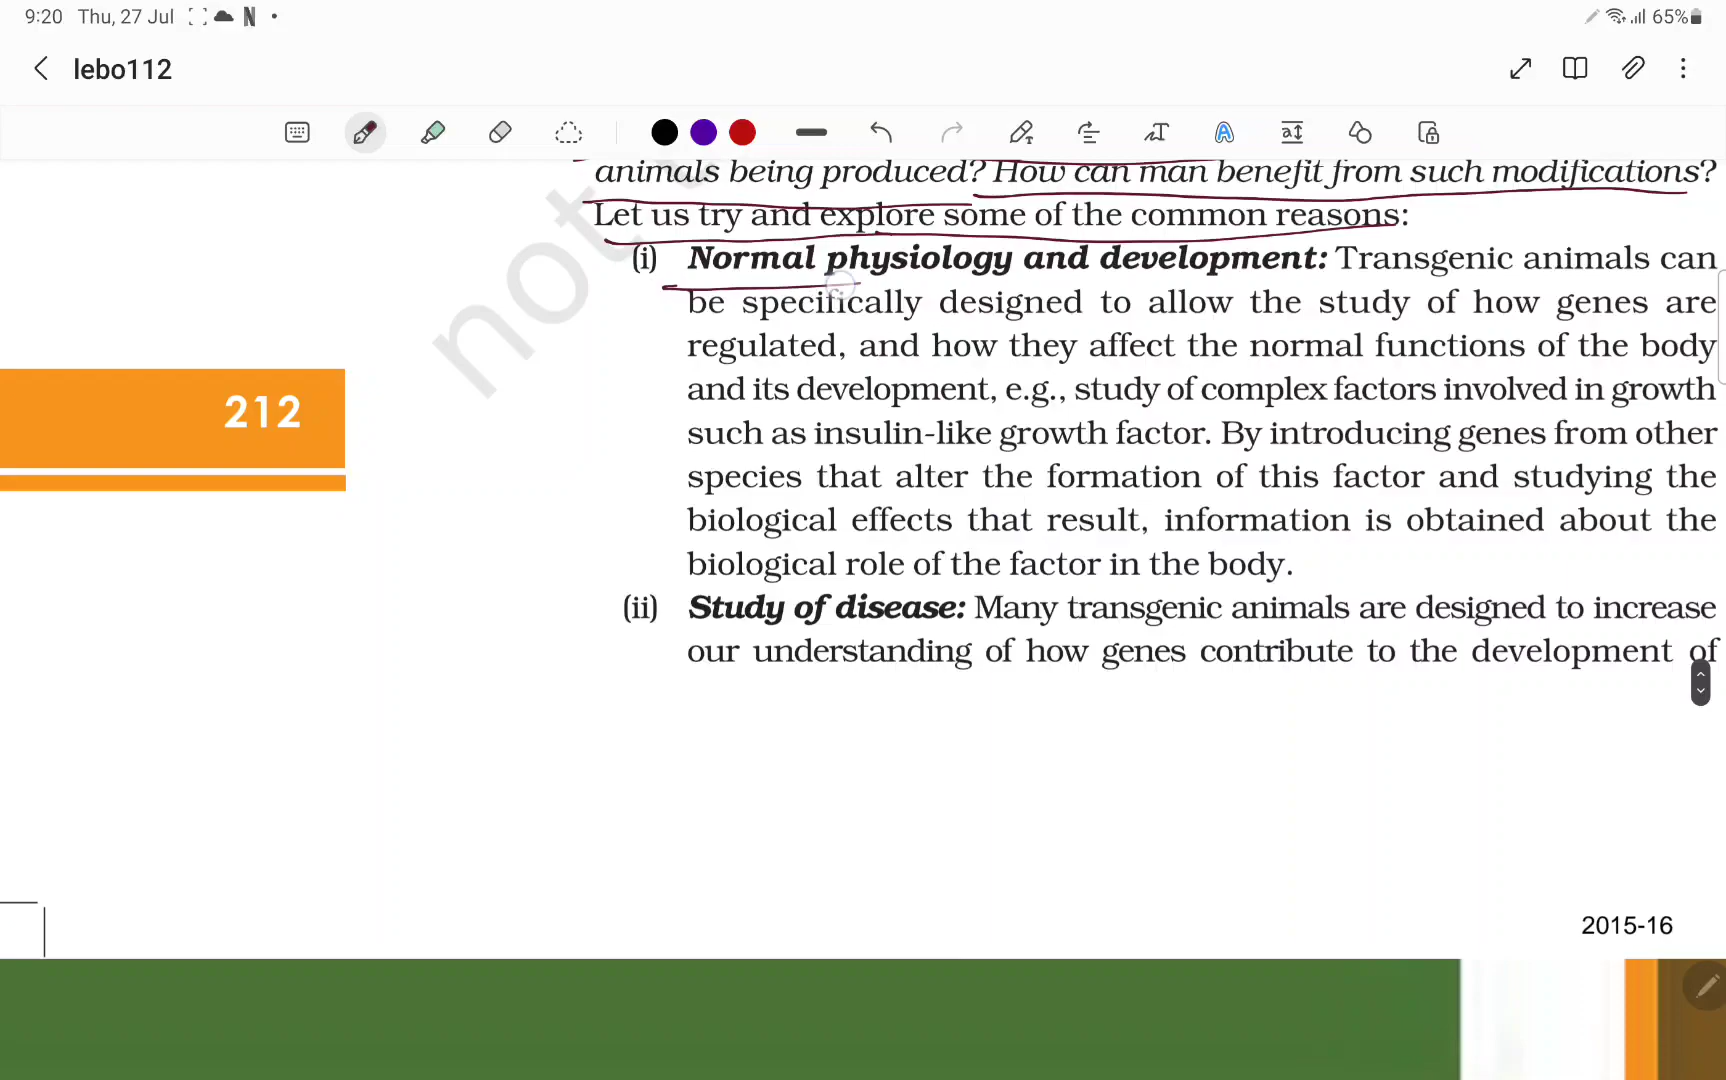 9:20 Thu, 27 Jul N 65%
lebo112
animals being produced? How can man benefit from such modifications?
Let us try and explore some of the common reasons:
(i) Normal physiology and development: Transgenic animals can
be specifically designed to allow the study of how genes are
regulated, and how they affect the normal functions of the body
and its development, e.g., study of complex factors involved in growth
such as insulin-like growth factor. By introducing genes from other
species that alter the formation of this factor and studying the
biological effects that result, information is obtained about the
biological role of the factor in the body.
(ii) Study of disease: Many transgenic animals are designed to increase
our understanding of how genes contribute to the development of
212
not
2015-16